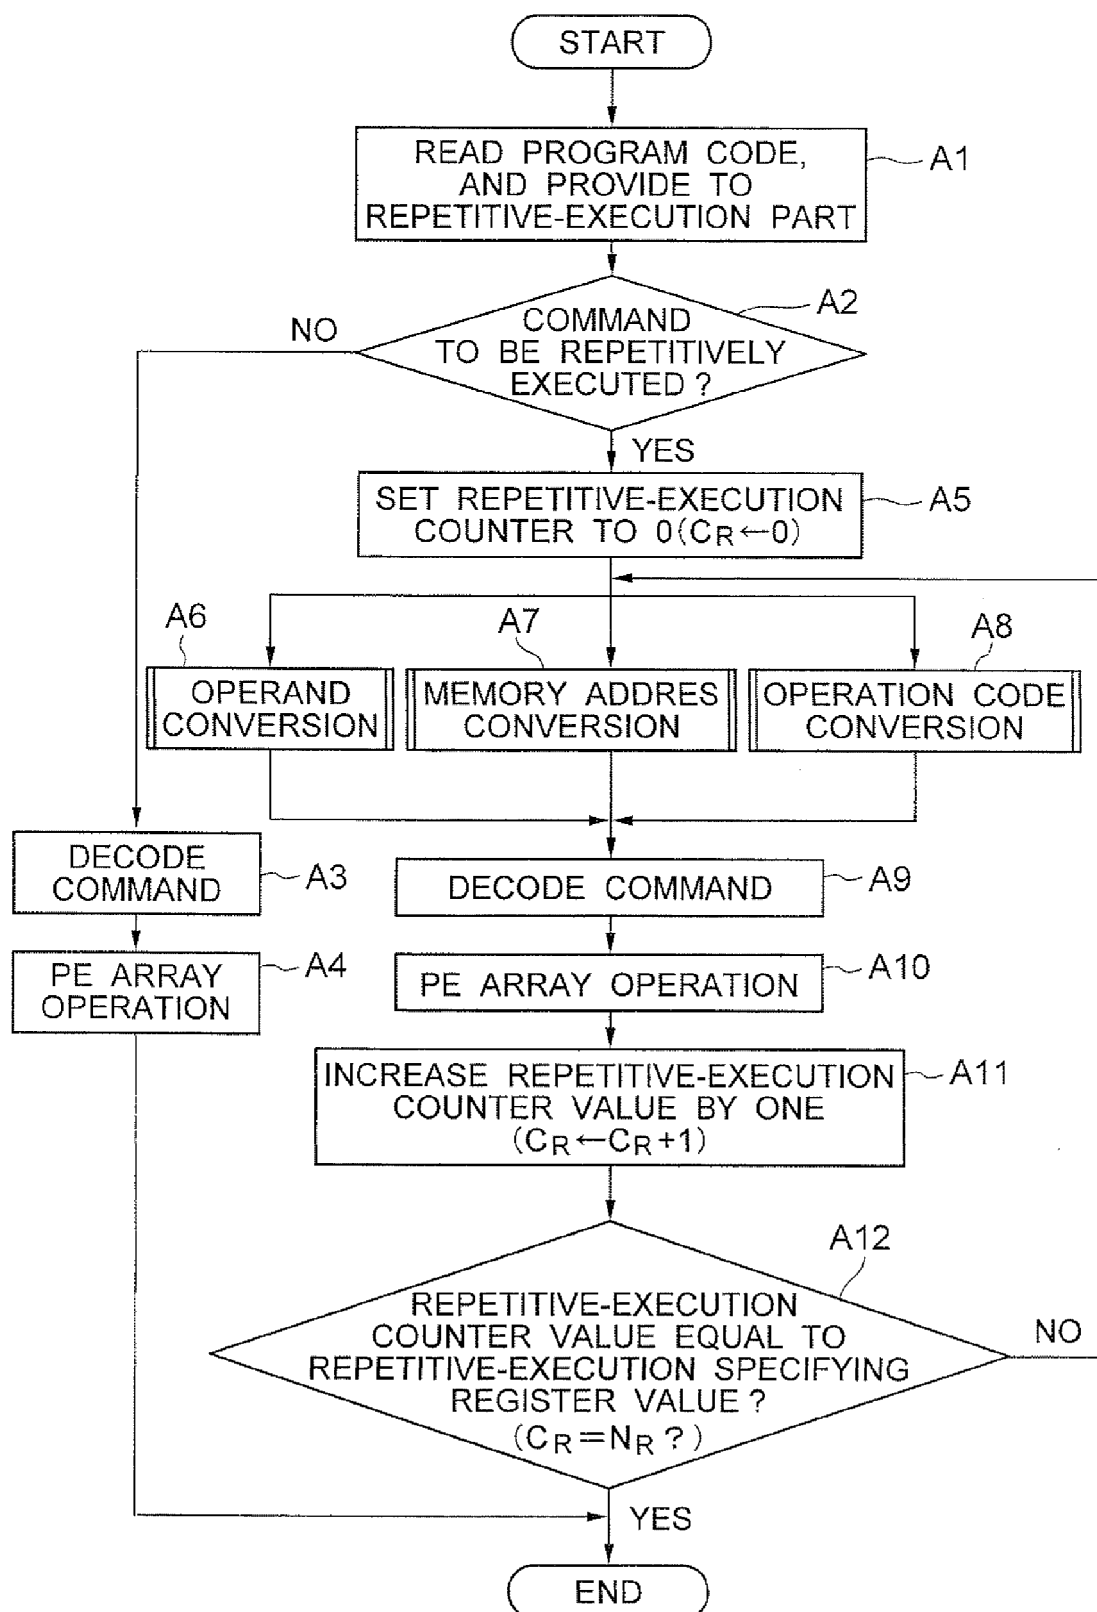 START
READ PROGRAM CODE,
AND PROVIDE TO
REPETITIVE-EXECUTION PART
A1
COMMAND
TO BE REPETITIVELY
EXECUTED ?
A2
NO
YES
SET REPETITIVE-EXECUTION
COUNTER TO 0(CR←0)
A5
A6
OPERAND
CONVERSION
A7
MEMORY ADDRES
CONVERSION
A8
OPERATION CODE
CONVERSION
DECODE
COMMAND
A3
DECODE COMMAND
A9
PE ARRAY
OPERATION
A4
PE ARRAY OPERATION
A10
INCREASE REPETITIVE-EXECUTION
COUNTER VALUE BY ONE
(CR←CR+1)
A11
A12
REPETITIVE-EXECUTION
COUNTER VALUE EQUAL TO
REPETITIVE-EXECUTION SPECIFYING
REGISTER VALUE ?
(CR=NR ?)
NO
YES
END